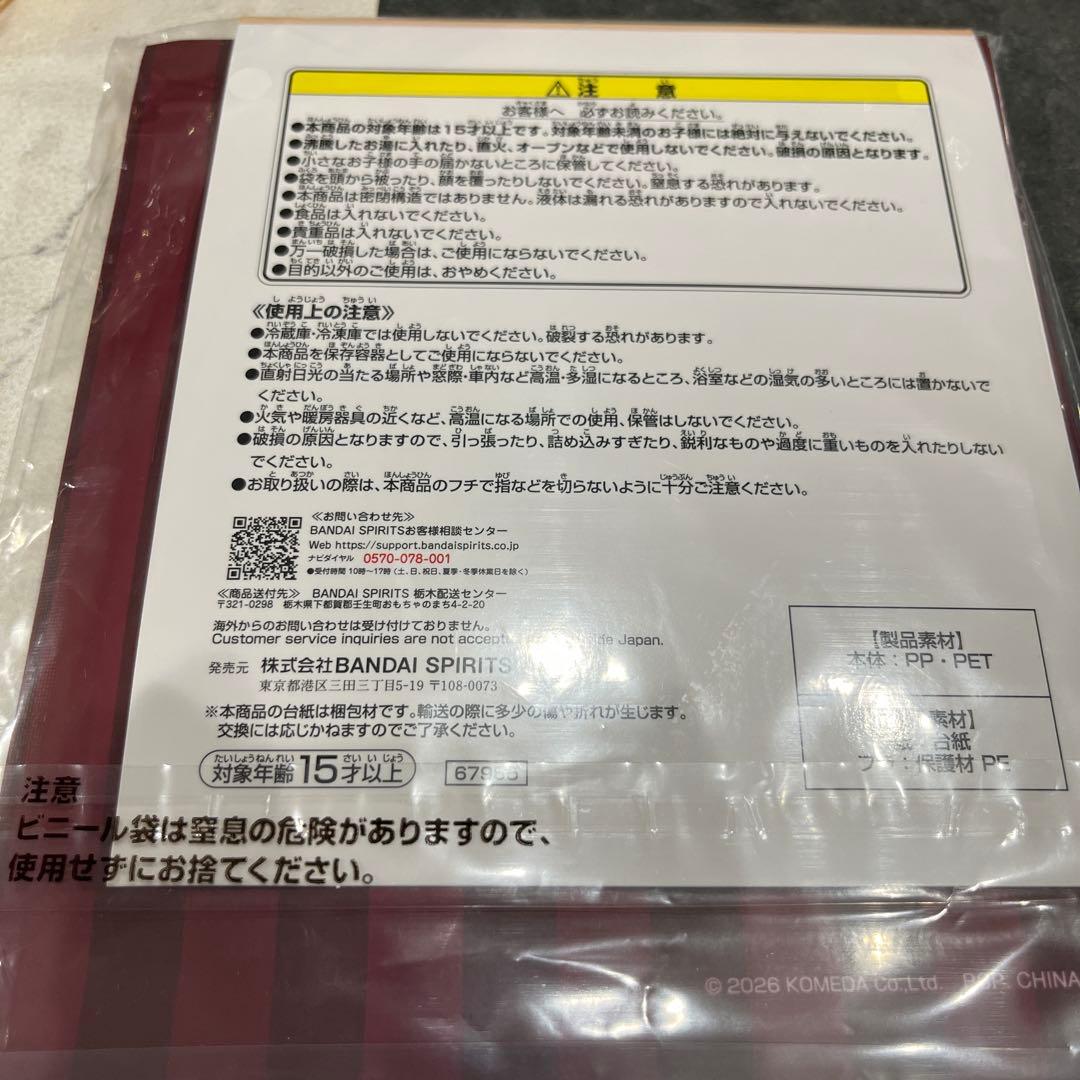 ⚠注 意
お客様へ 必ずお読みください。
●本商品の対象年齢は15才以上です。対象年齢未満のお子様には絶対に与えないでください。
●沸騰したお湯に入れたり、直火、オーブンなどで使用しないでください。破損の原因となります。
●小さなお子様の手の届かないところに保管してください。
●袋を頭から被ったり、顔を覆ったりしないでください。窒息する恐れがあります。
●本商品は密閉構造ではありません。液体は漏れる恐れがありますので入れないでください。
●食品は入れないでください。
●貴重品は入れないでください。
●万一破損した場合は、ご使用にならないでください。
●目的以外のご使用は、おやめください。
《使用上の注意》
●冷蔵庫・冷凍庫では使用しないでください。破裂する恐れがあります。
●本商品を保存容器としてご使用にならないでください。
●直射日光の当たる場所や窓際・車内など高温・多湿になるところ、浴室などの湿気の多いところには置かないで
ください。
●火気や暖房器具の近くなど、高温になる場所での使用、保管はしないでください。
●破損の原因となりますので、引っ張ったり、詰め込みすぎたり、鋭利なものや過度に重いものを入れたりしない
でください。
●お取り扱いの際は、本商品のフチで指などを切らないように十分ご注意ください。
≪お問い合わせ先≫
BANDAI SPIRITSお客様相談センター
Web https://support.bandaispirits.co.jp
ナビダイヤル 0570-078-001
●受付時間 10時〜17時 (土、日、祝日、夏季・冬季休業日を除く)
≪商品送付先≫ BANDAI SPIRITS 栃木配送センター
〒321-0298 栃木県下都賀郡壬生町おもちゃのまち4-2-20
海外からのお問い合わせは受け付けておりません。
Customer service inquiries are not accept de Japan.
発売元 株式会社BANDAI SPIRITS
東京都港区三田三丁目5-19 〒108-0073
※本商品の台紙は梱包材です。輸送の際に多少の傷や折れが生じます。
交換には応じかねますのでご了承ください。
対象年齢 15才以上
【製品素材】
本体：PP・PET
素材】
：台紙
プラ：保護材 PE
注意
ビニール袋は窒息の危険がありますので、
使用せずにお捨てください。
© 2026 KOMEDA Co.,Ltd. BSP CHINA